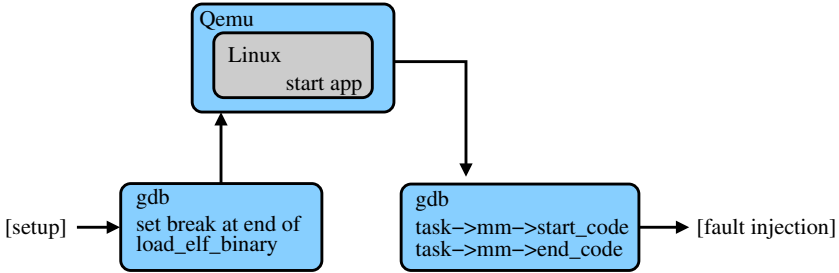 Qemu
Linux
start app
[setup]
gdb
set break at end of
load_elf_binary
gdb
task->mm->start_code
task->mm->end_code
[fault injection]